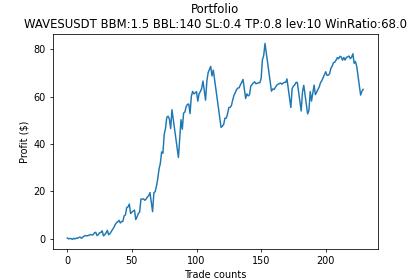 Portfolio
WAVESUSDT BBM:1.5 BBL:140 SL:0.4 TP:0.8 lev:10 WinRatio:68.0
80
60
40
20
0
Profit ($)
0
50
100
150
200
Trade counts